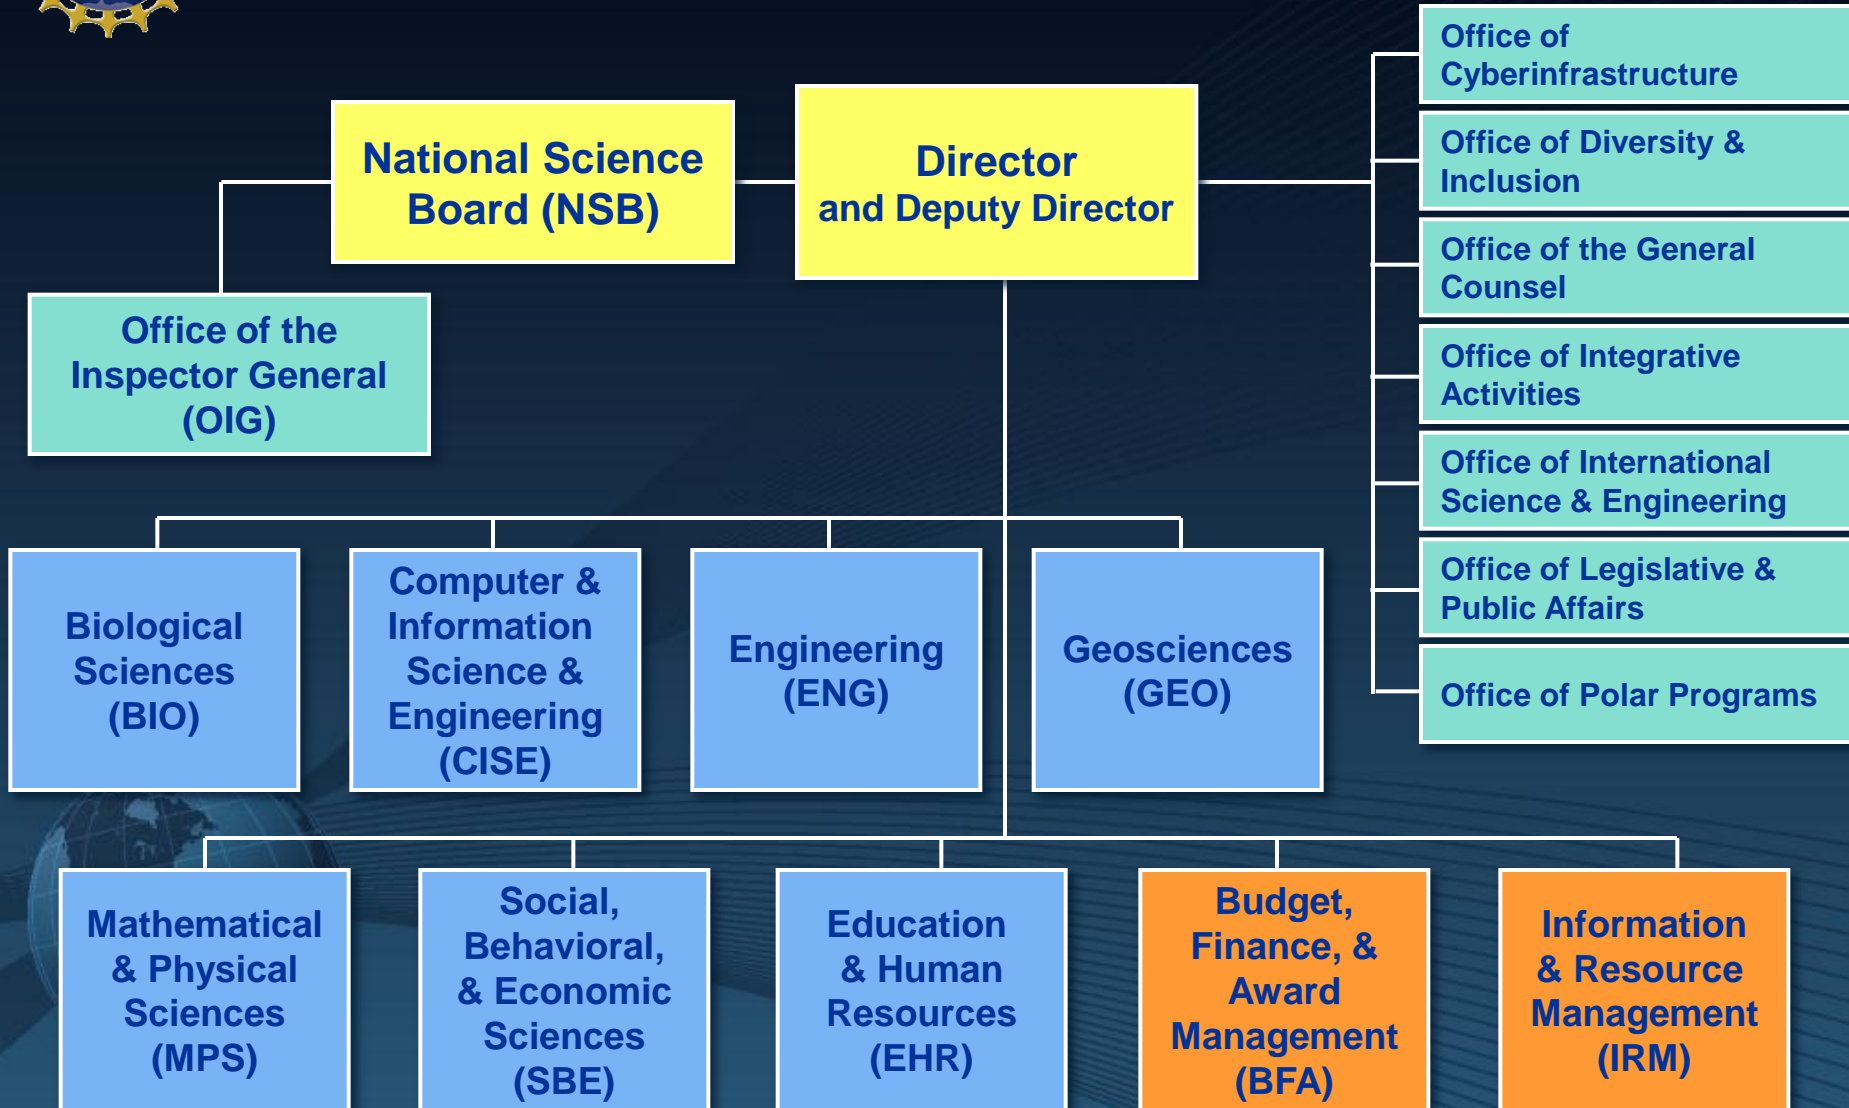 National Science
Board (NSB)
Director
and Deputy Director
Office of the
Inspector General
(OIG)
Office of
Cyberinfrastructure
Office of Diversity &
Inclusion
Office of the General
Counsel
Office of Integrative
Activities
Office of International
Science & Engineering
Office of Legislative &
Public Affairs
Office of Polar Programs
Biological
Sciences
(BIO)
Computer &
Information
Science &
Engineering
(CISE)
Engineering
(ENG)
Geosciences
(GEO)
Mathematical
& Physical
Sciences
(MPS)
Social,
Behavioral,
& Economic
Sciences
(SBE)
Education
& Human
Resources
(EHR)
Budget,
Finance, &
Award
Management
(BFA)
Information
& Resource
Management
(IRM)